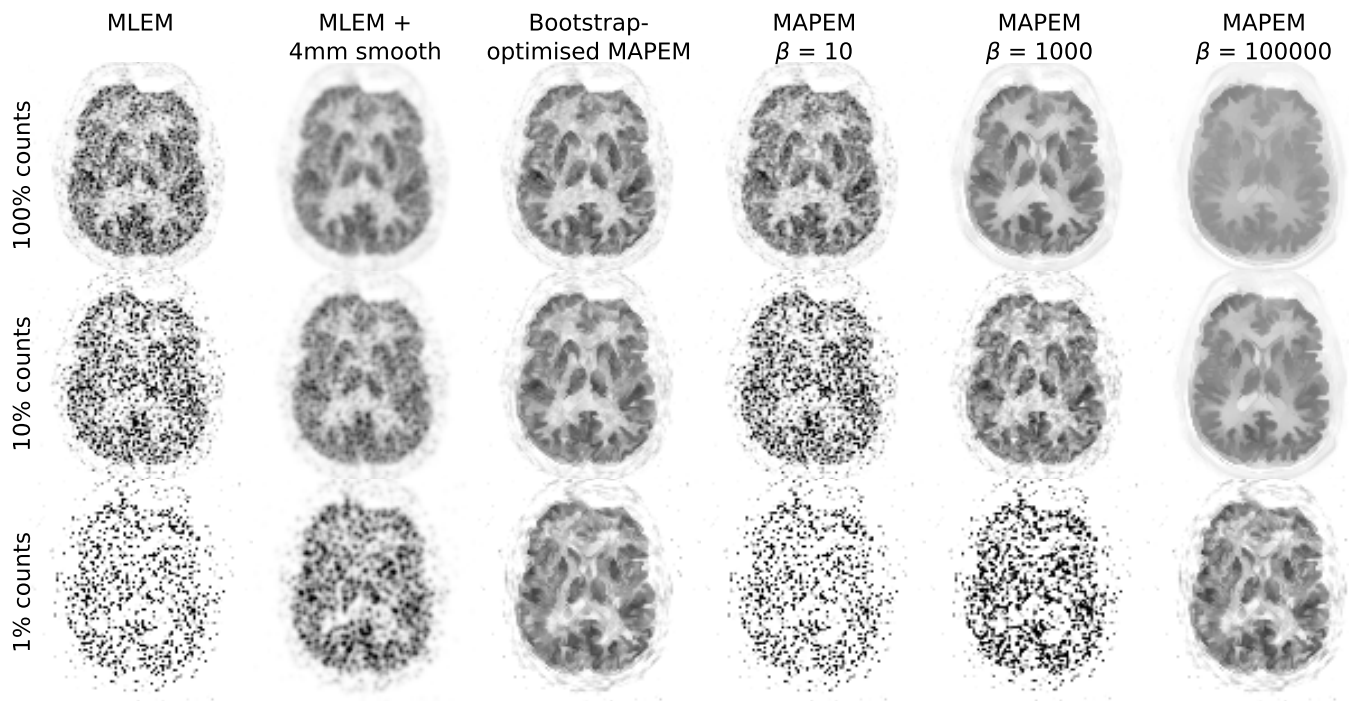 MLEM
MLEM +
4mm smooth
Bootstrap-
optimised MAPEM
MAPEM
β = 10
MAPEM
β = 1000
MAPEM
β = 100000
100% counts
10% counts
1% counts